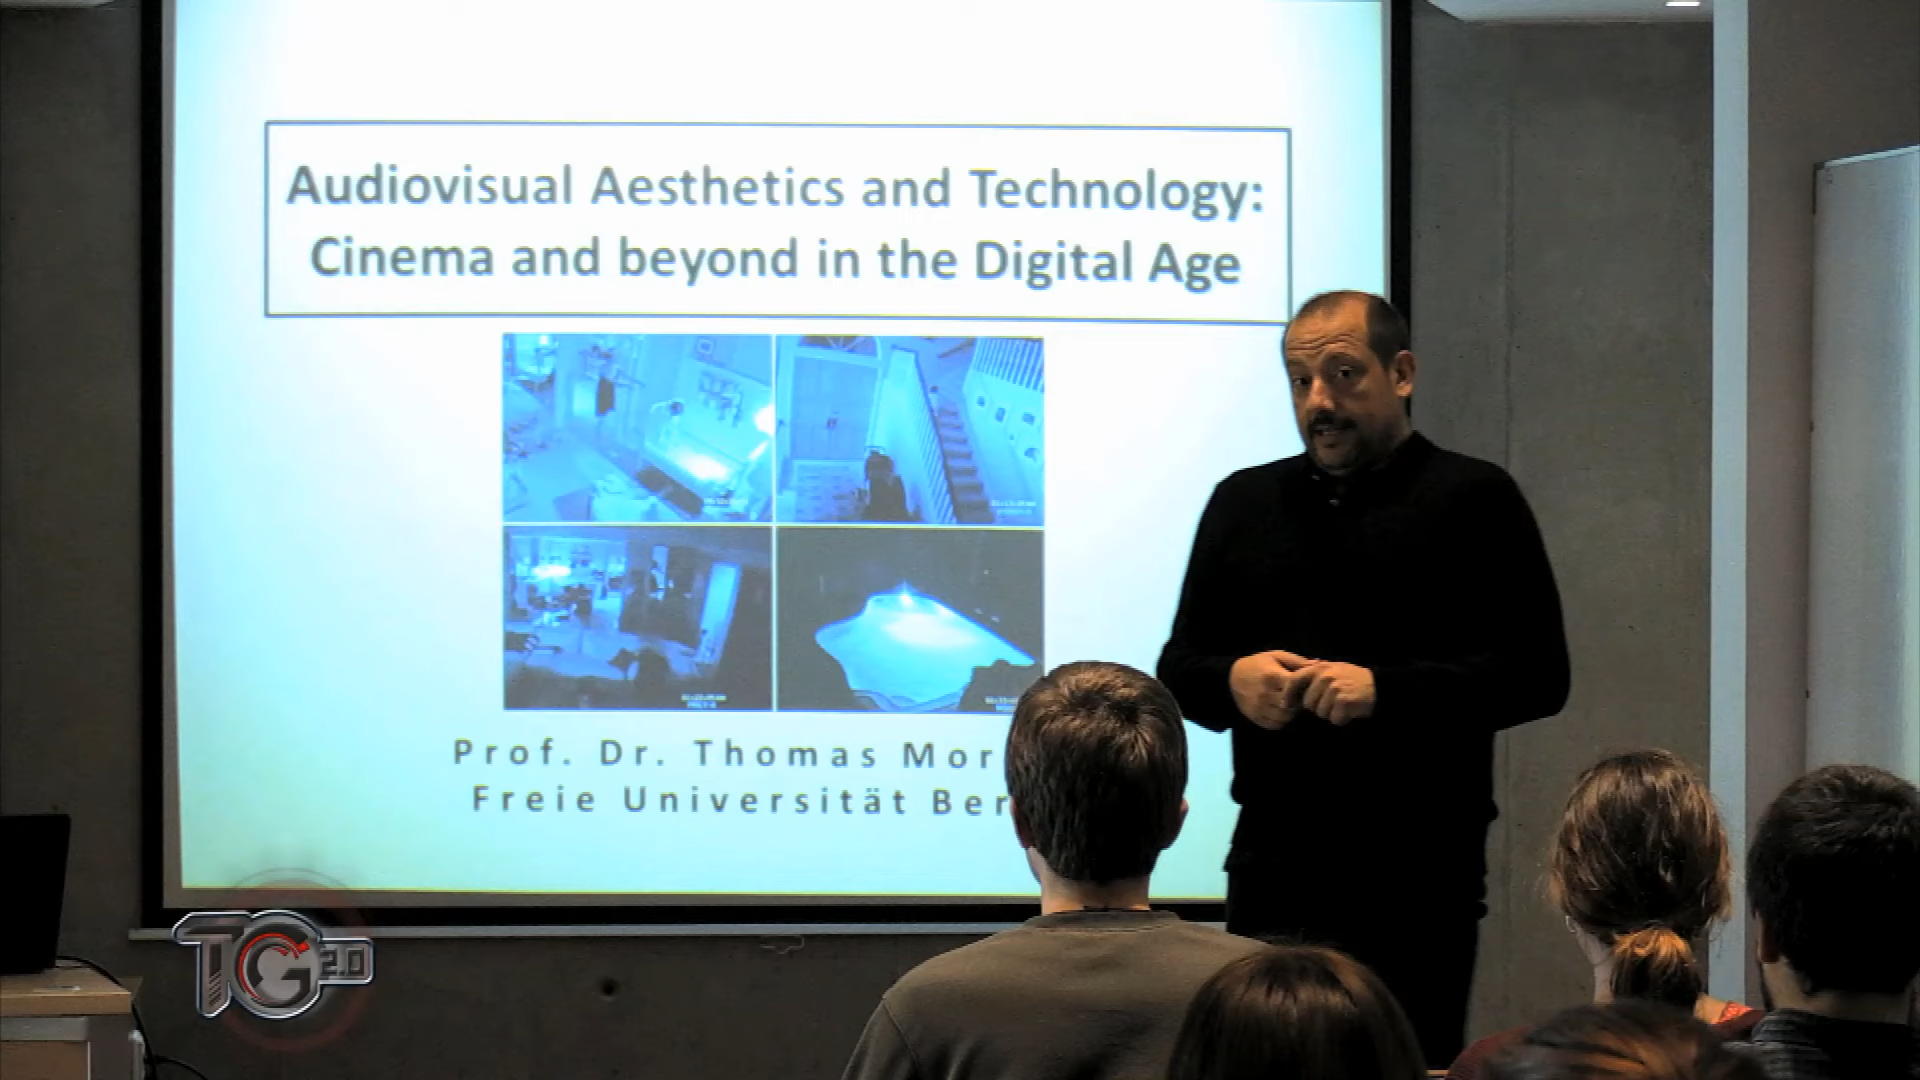 Audiovisual Aesthetics and Technology:
Cinema and beyond in the Digital Age
Prof. Dr. Thomas Mor
Freie Universität Ber
TG 2.0